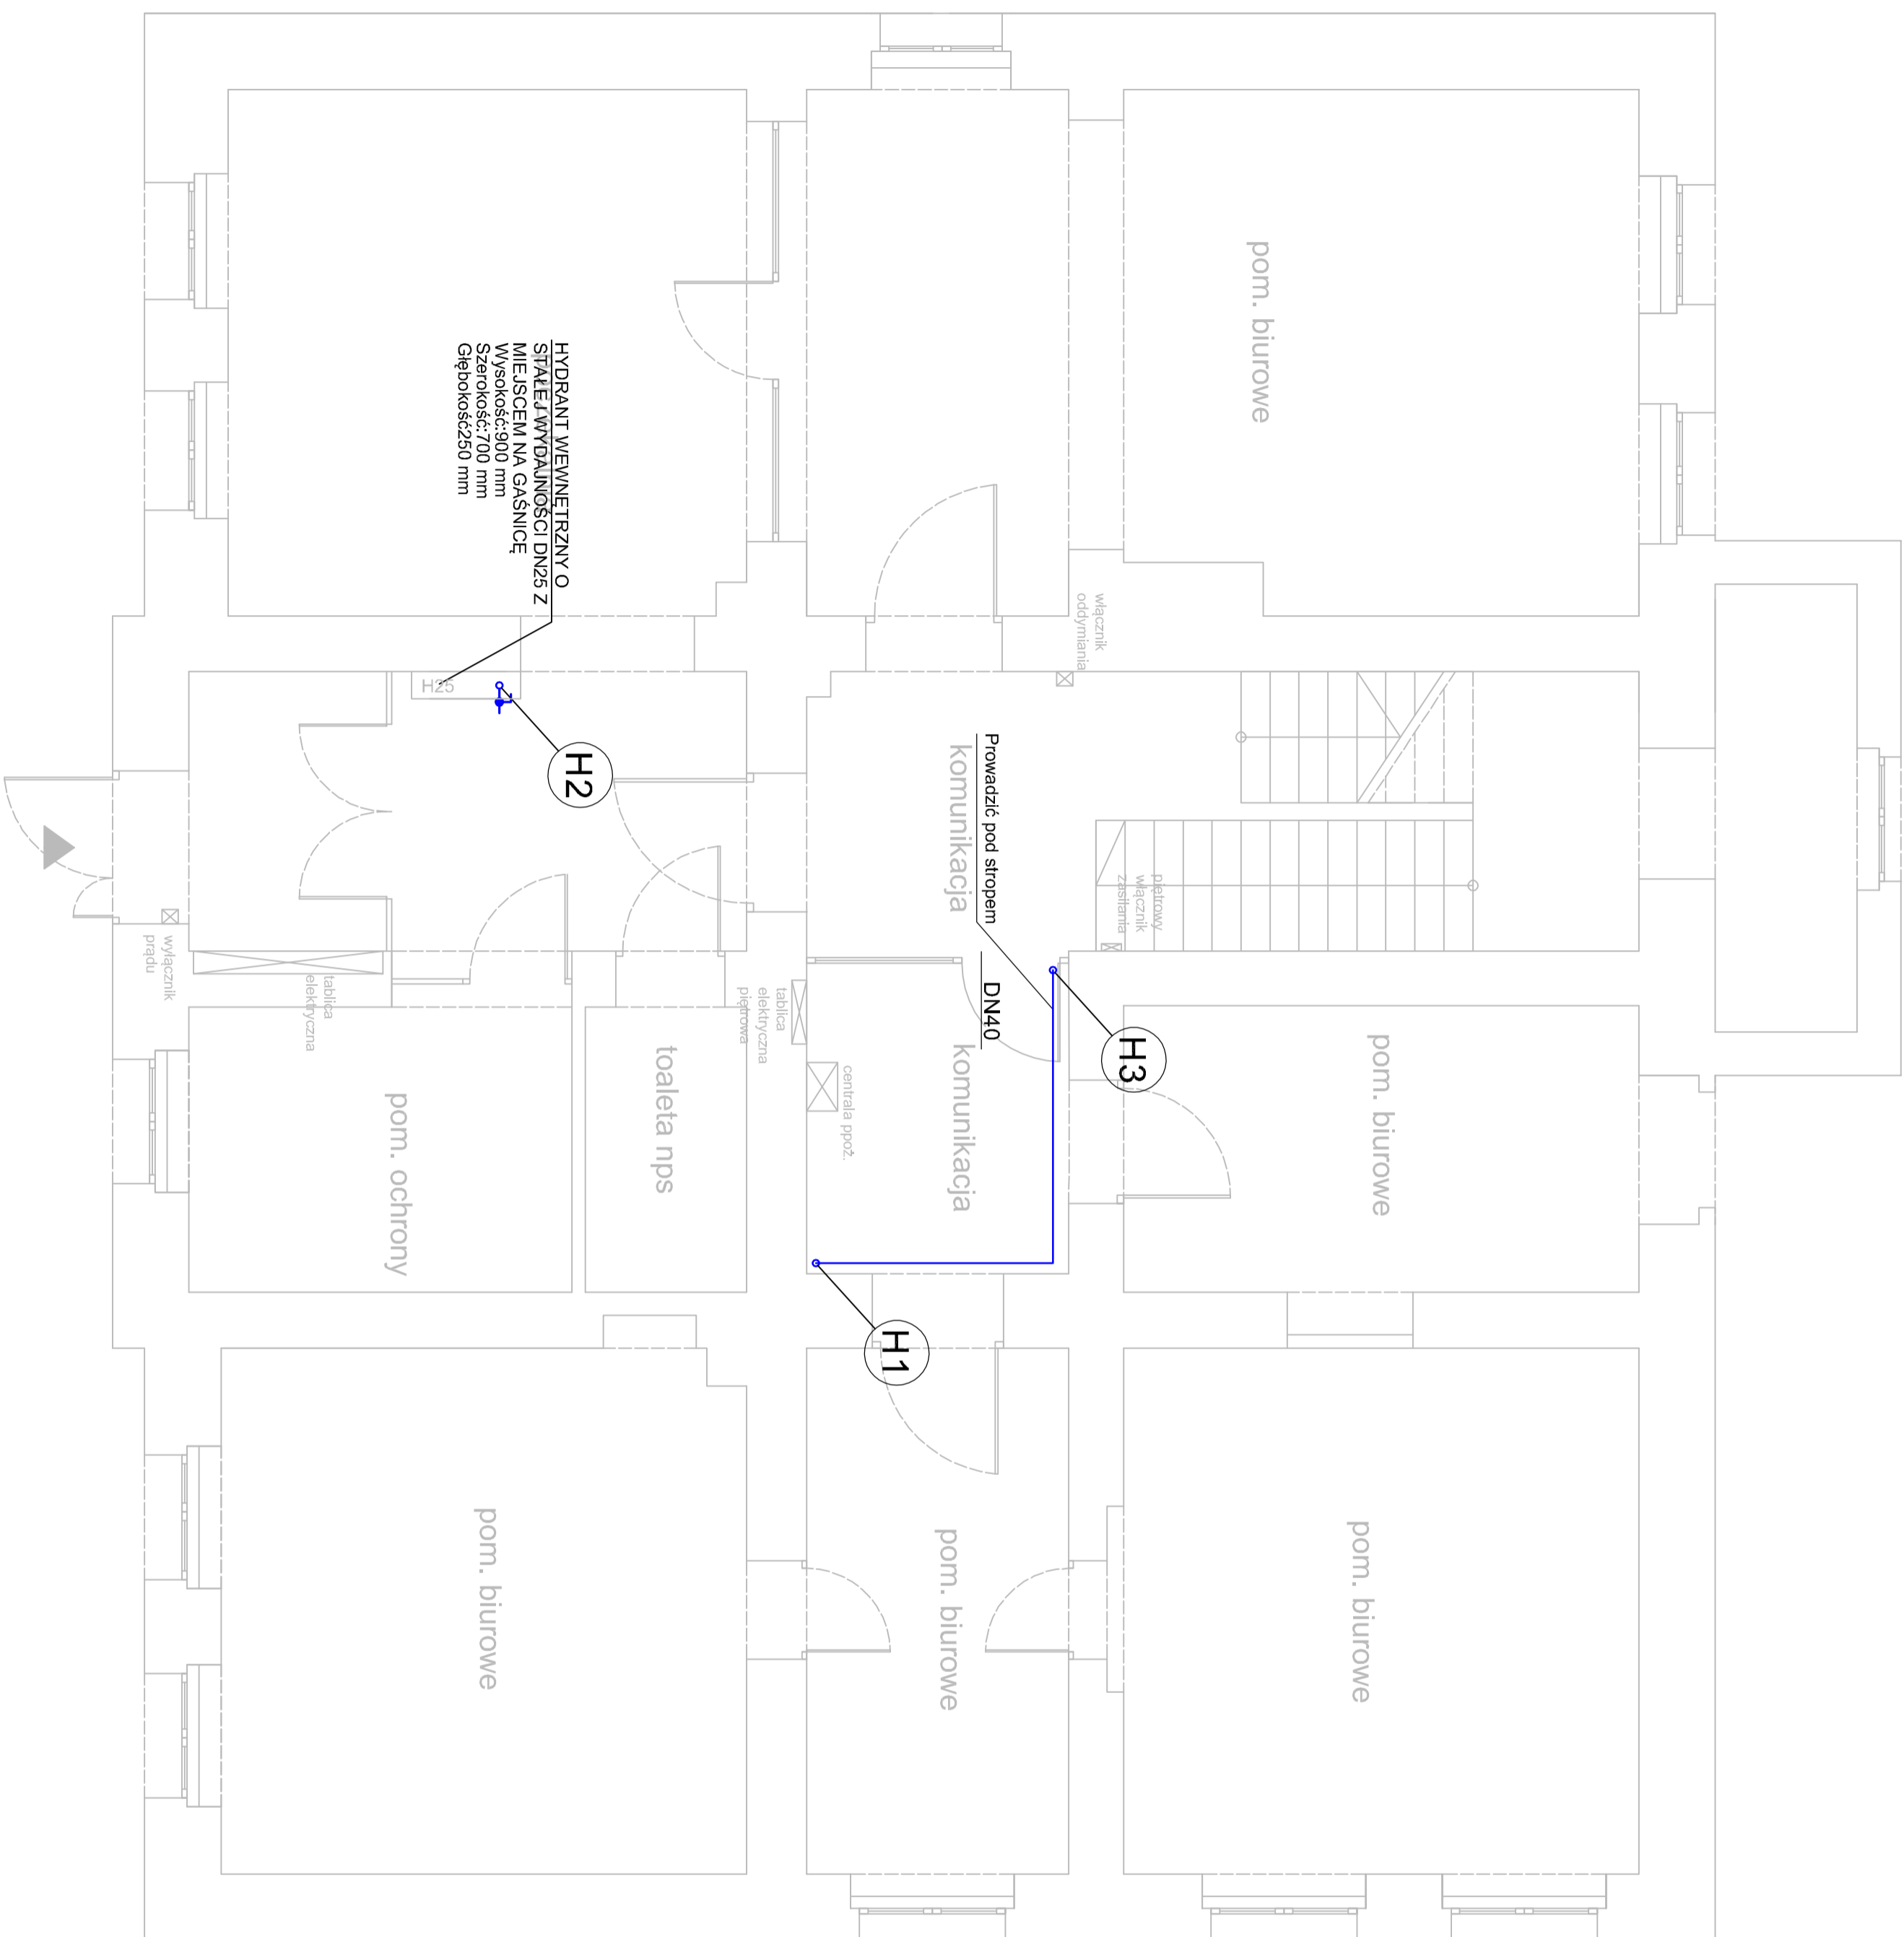 pom. biurowe
HYDRANT WEWNĘTRZNY O
STAŁEJ WYDAJNOŚCI DN25 Z
MIEJSCEM NA GAŚNICĘ
Wysokość:900 mm
Szerokość:700 mm
Głębokość250 mm
włącznik
oddymiania
H25
H2
komunikacja
Prowadzić pod stropem
piętrowy
włącznik
zasilania
wyłącznik
prądu
tablica
elektryczna
tablica
elektryczna
piętrowa
DN40
H3
centrala ppoż.
komunikacja
pom. biurowe
toaleta nps
pom. ochrony
H1
pom. biurowe
pom. biurowe
pom. biurowe